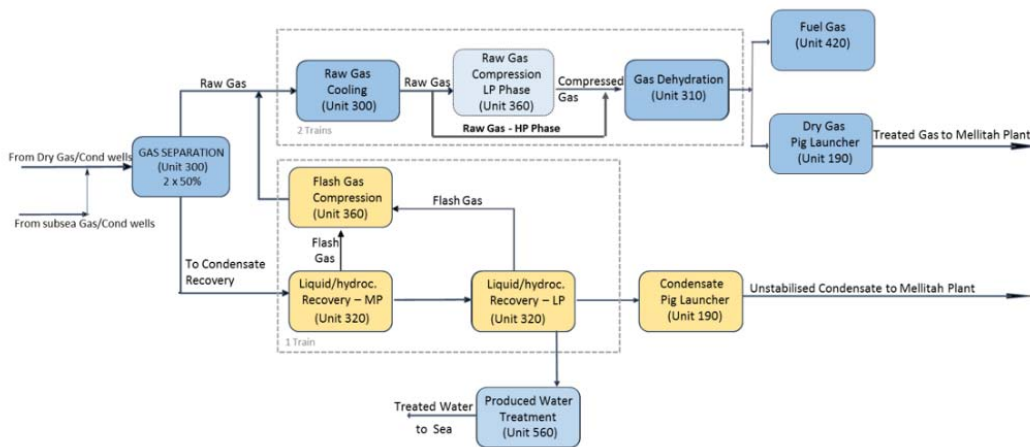 Fuel Gas
(Unit 420)
Raw Gas
Raw Gas
Cooling
(Unit 300)
Raw Gas
Raw Gas
Compression
LP Phase
(Unit 360)
Compressed
Gas
Gas Dehydration
(Unit 310)
Raw Gas - HP Phase
2 Trains
Dry Gas
Pig Launcher
(Unit 190)
Treated Gas to Mellitah Plant
From Dry Gas/Cond wells
GAS SEPARATION
(Unit 300)
2 x 50%
From subsea Gas/Cond wells
Flash Gas
Compression
(Unit 360)
Flash Gas
Flash
Gas
To Condensate
Recovery
Liquid/hydroc.
Recovery – MP
(Unit 320)
Liquid/hydroc.
Recovery – LP
(Unit 320)
Condensate
Pig Launcher
(Unit 190)
Unstabilised Condensate to Mellitah Plant
1 Train
Treated Water
to Sea
Produced Water
Treatment
(Unit 560)